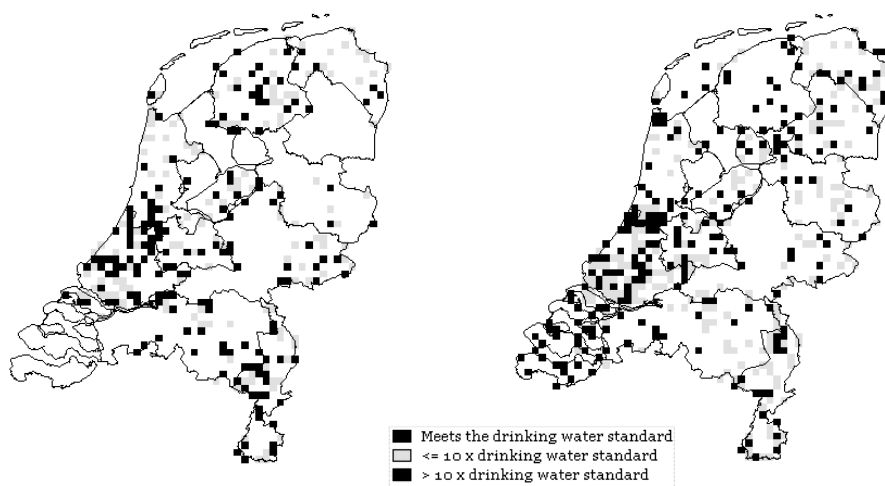 Meets the drinking water standard
<= 10 x drinking water standard
> 10 x drinking water standard